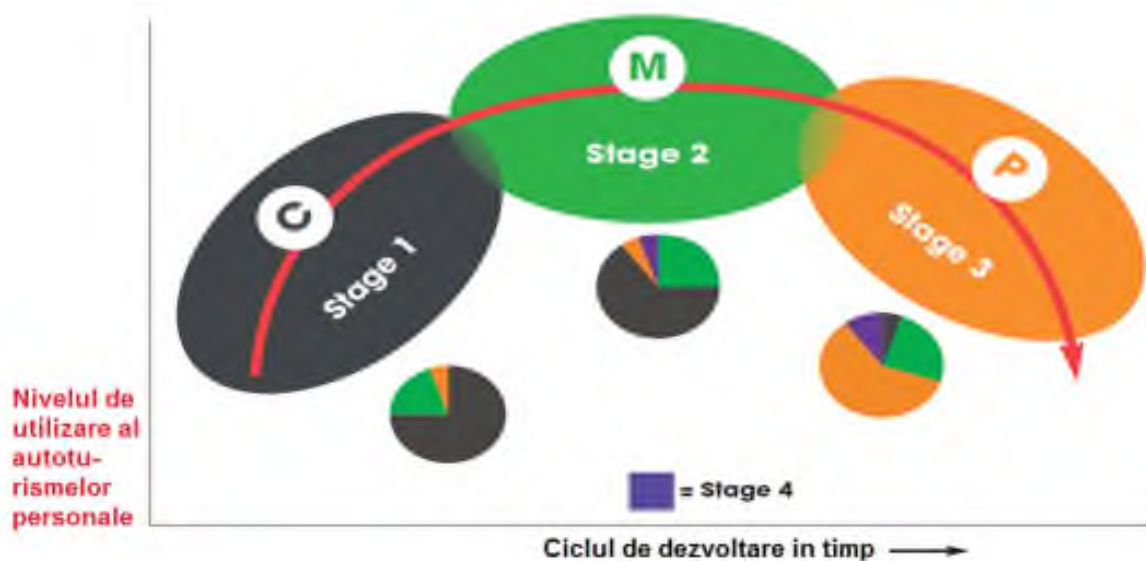 C
Stage 1
M
Stage 2
P
Stage 3
Nivelul de
utilizare al
autotu-
rismelor
personale
= Stage 4
Ciclul de dezvoltare in timp